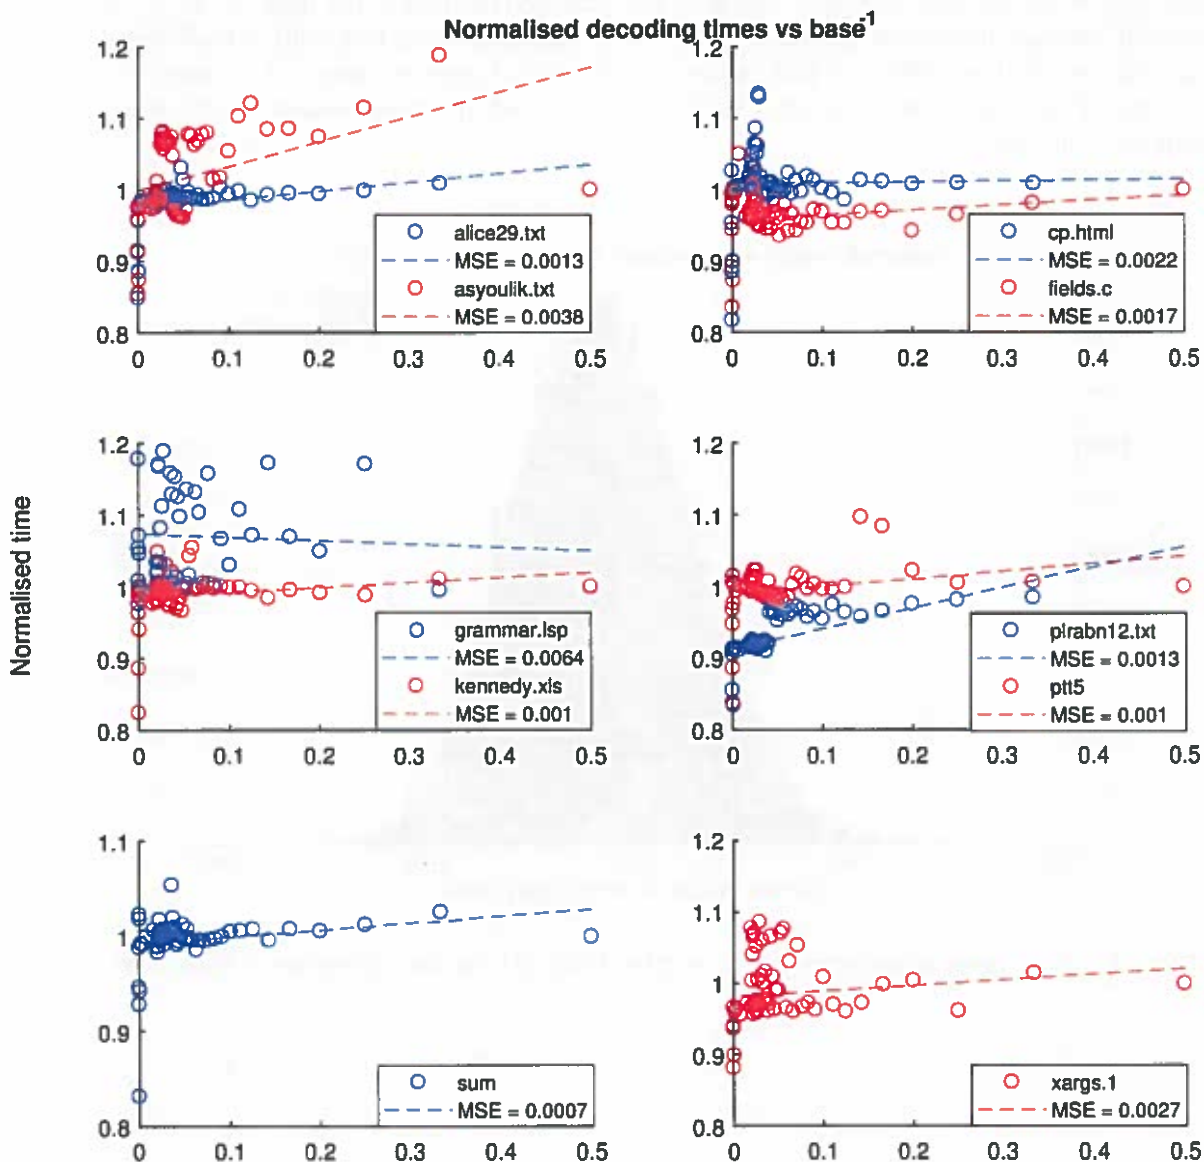 Normalised decoding times vs base-1
Normalised time
1.2
1.1
1
0.9
0.8
0
0.1
0.2
0.3
0.4
0.5
alice29.txt
MSE = 0.0013
asyoulik.txt
MSE = 0.0038
1.2
1.1
1
0.9
0.8
0
0.1
0.2
0.3
0.4
0.5
cp.html
MSE = 0.0022
fields.c
MSE = 0.0017
1.2
1.1
1
0.9
0.8
0
0.1
0.2
0.3
0.4
0.5
grammar.lsp
MSE = 0.0064
kennedy.xls
MSE = 0.001
1.2
1.1
1
0.9
0.8
0
0.1
0.2
0.3
0.4
0.5
plrabn12.txt
MSE = 0.0013
ptt5
MSE = 0.001
1.1
1
0.9
0.8
0
0.1
0.2
0.3
0.4
0.5
sum
MSE = 0.0007
1.2
1.1
1
0.9
0.8
0
0.1
0.2
0.3
0.4
0.5
xargs.1
MSE = 0.0027